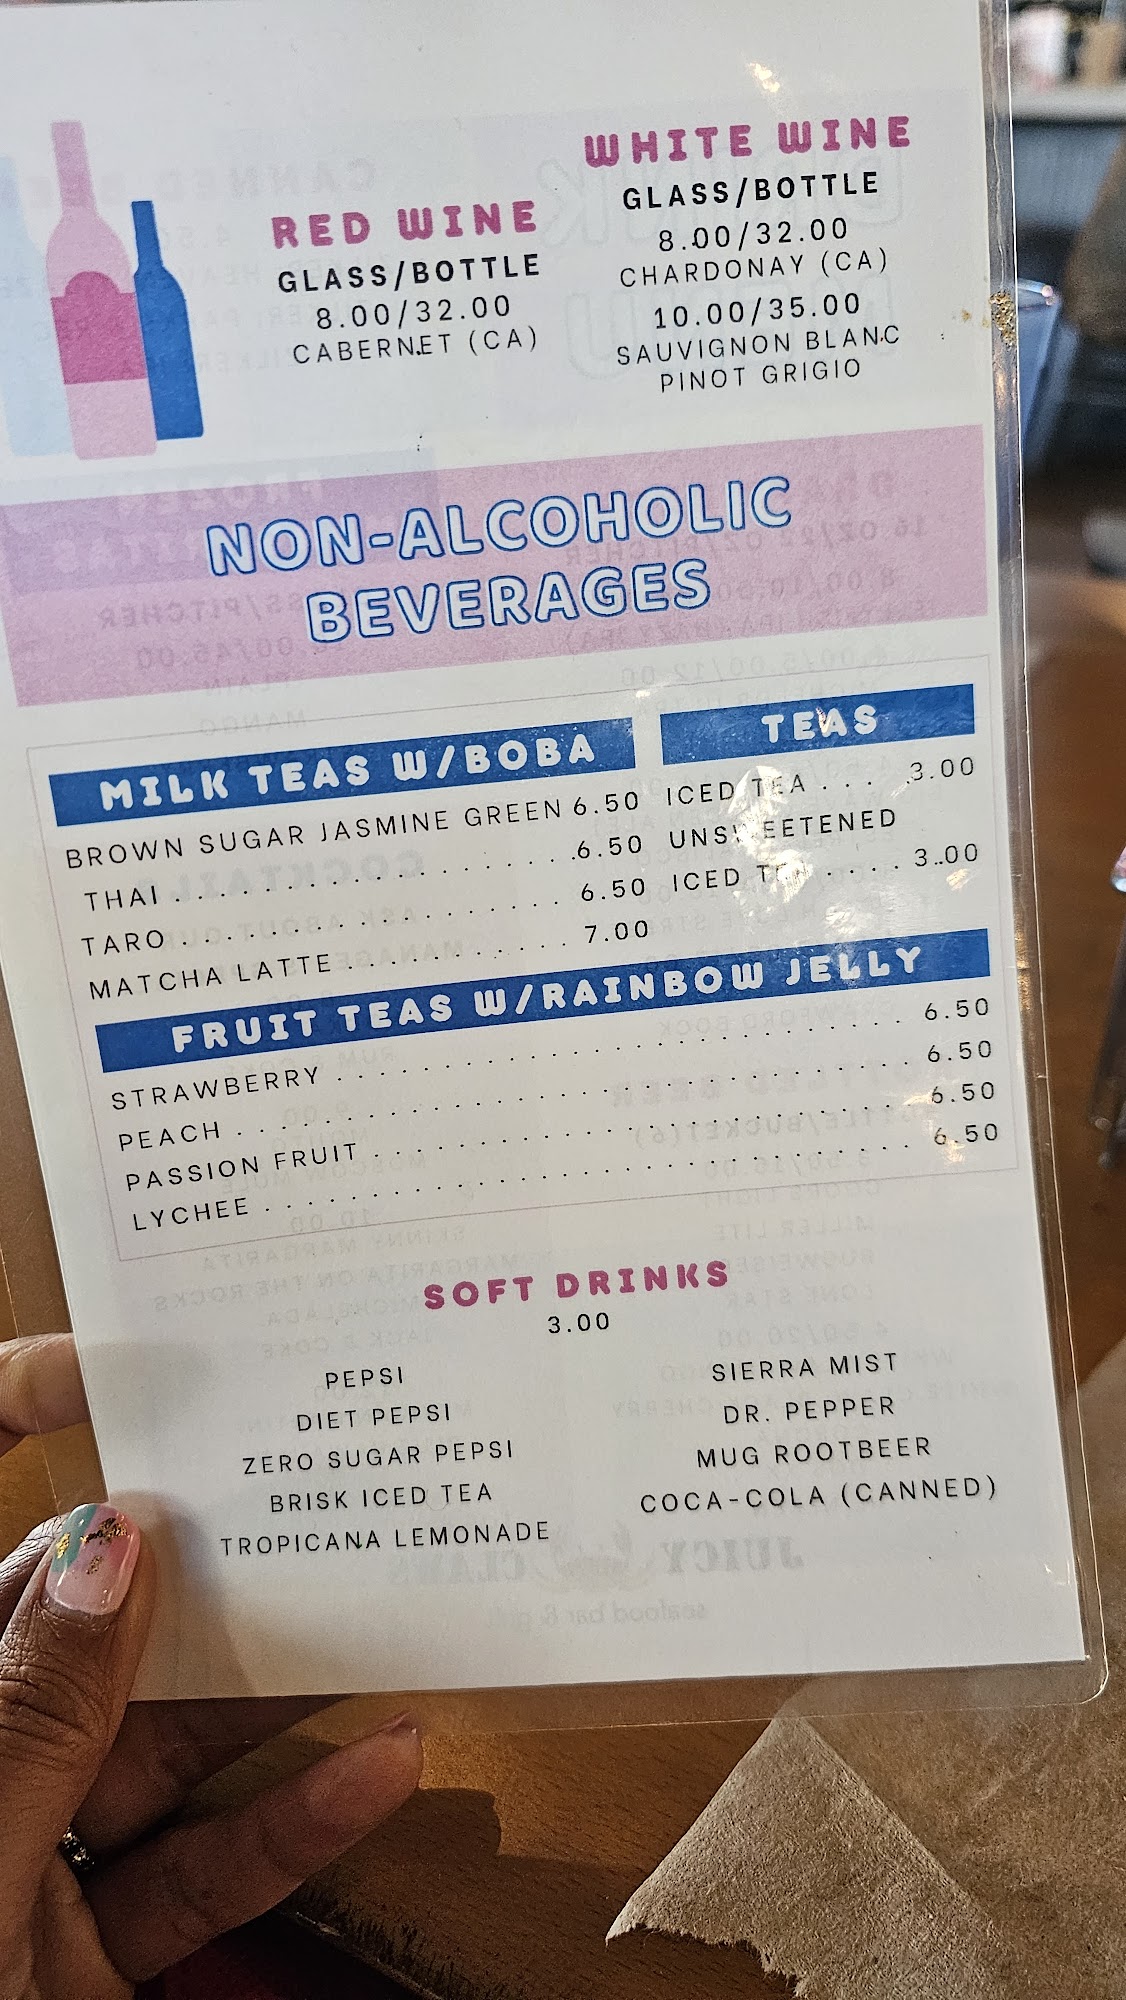 RED WINE
GLASS/BOTTLE
8.00/32.00
CABERNET (CA)
WHITE WINE
GLASS/BOTTLE
8.00/32.00
CHARDONAY (CA)
10.00/35.00
SAUVIGNON BLANC
PINOT GRIGIO
NON-ALCOHOLIC
BEVERAGES
MILK TEAS W/BOBA
BROWN SUGAR JASMINE GREEN 6.50
THAI . . . . . . . . . . . . . . . . . . 6.50
TARO . . . . . . . . . . . . . . . . . 6.50
MATCHA LATTE . . . . . . . . . . 7.00
TEAS
ICED TEA . . . . 3.00
UNSWEETENED
ICED TEA . . . . 3.00
FRUIT TEAS W/RAINBOW JELLY
STRAWBERRY . . . . . . . . . . . . . . . . . . . . . . . . . 6.50
PEACH . . . . . . . . . . . . . . . . . . . . . . . . . . . . . 6.50
PASSION FRUIT . . . . . . . . . . . . . . . . . . . . . . . 6.50
LYCHEE . . . . . . . . . . . . . . . . . . . . . . . . . . . . 6.50
SOFT DRINKS
3.00
PEPSI
DIET PEPSI
ZERO SUGAR PEPSI
BRISK ICED TEA
TROPICANA LEMONADE
SIERRA MIST
DR. PEPPER
MUG ROOTBEER
COCA-COLA (CANNED)